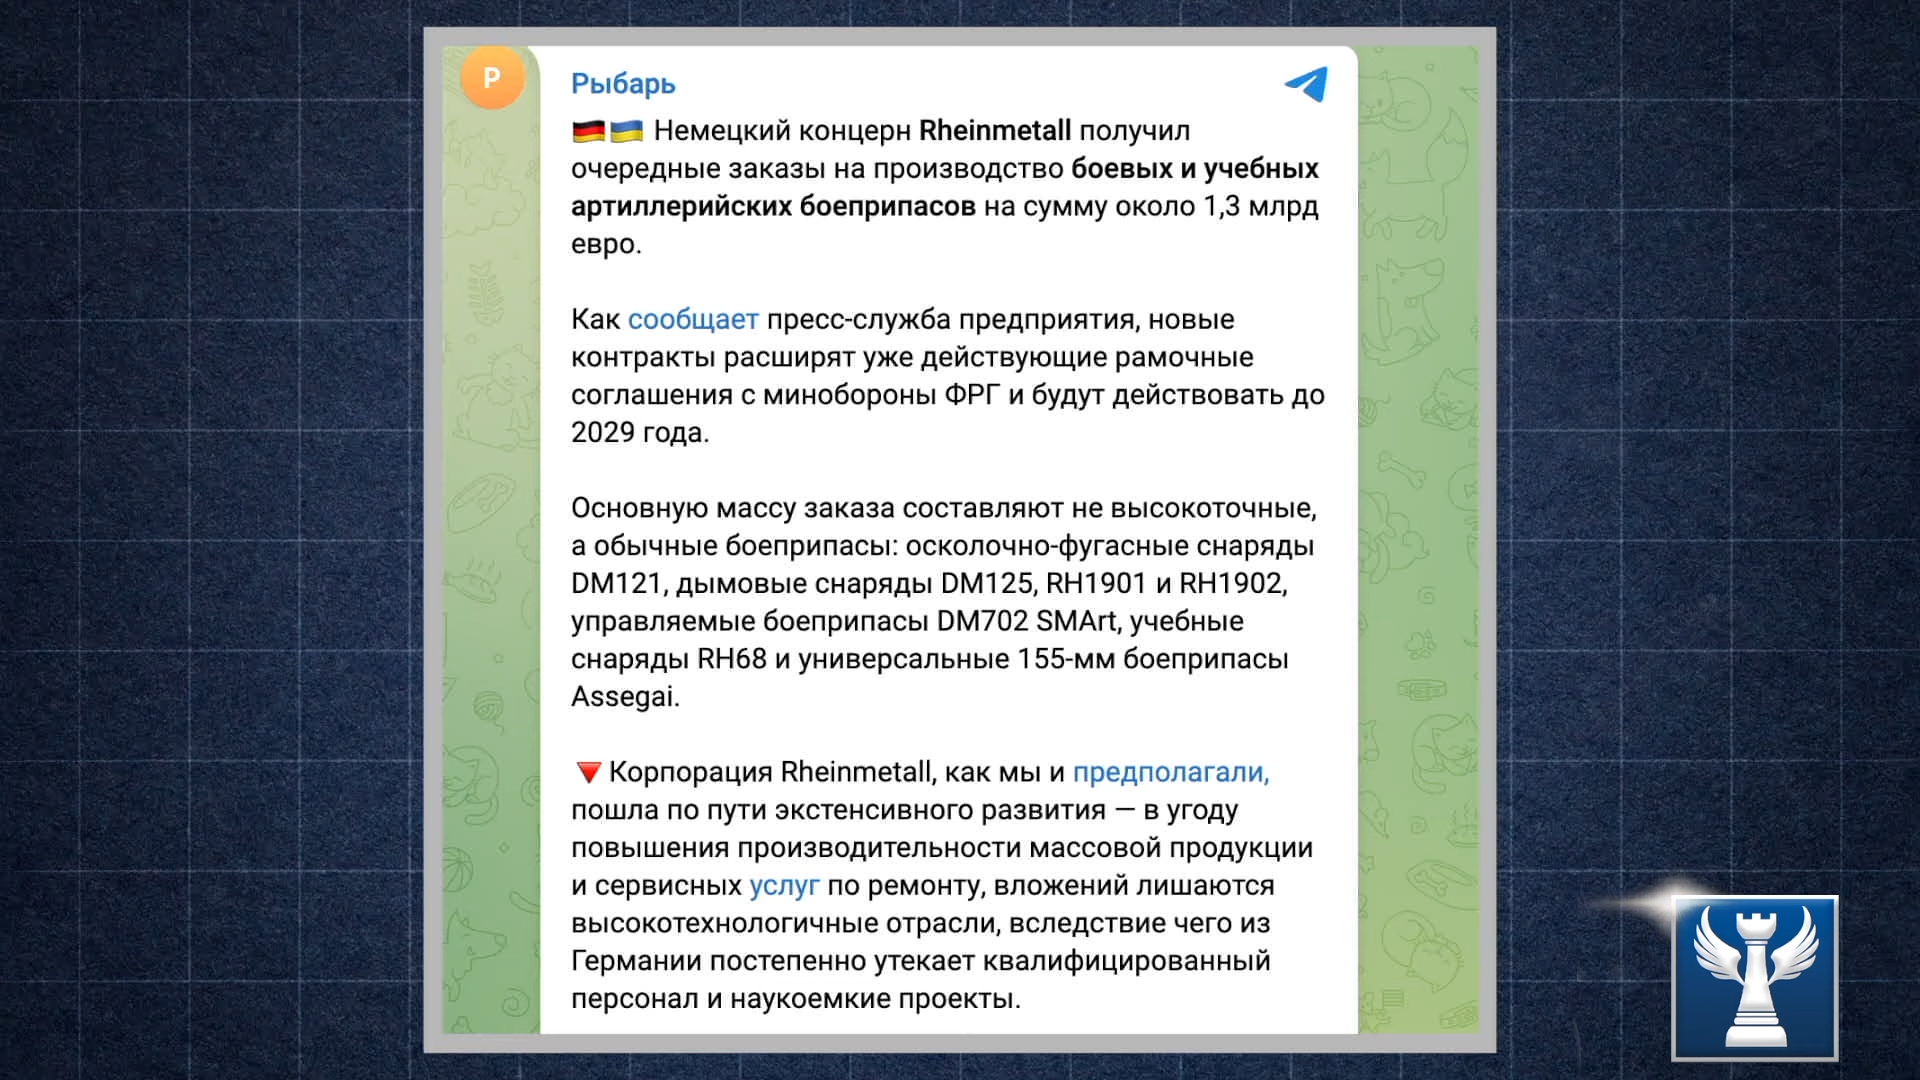 Р
Рыбарь
🇩🇪🇺🇦 Немецкий концерн Rheinmetall получил
очередные заказы на производство боевых и учебных
артиллерийских боеприпасов на сумму около 1,3 млрд
евро.
Как сообщает пресс-служба предприятия, новые
контракты расширят уже действующие рамочные
соглашения с минобороны ФРГ и будут действовать до
2029 года.
Основную массу заказа составляют не высокоточные,
а обычные боеприпасы: осколочно-фугасные снаряды
DM121, дымовые снаряды DM125, RH1901 и RH1902,
управляемые боеприпасы DM702 SMArt, учебные
снаряды RH68 и универсальные 155-мм боеприпасы
Assegai.
🔻Корпорация Rheinmetall, как мы и предполагали,
пошла по пути экстенсивного развития — в угоду
повышения производительности массовой продукции
и сервисных услуг по ремонту, вложений лишаются
высокотехнологичные отрасли, вследствие чего из
Германии постепенно утекает квалифицированный
персонал и наукоемкие проекты.